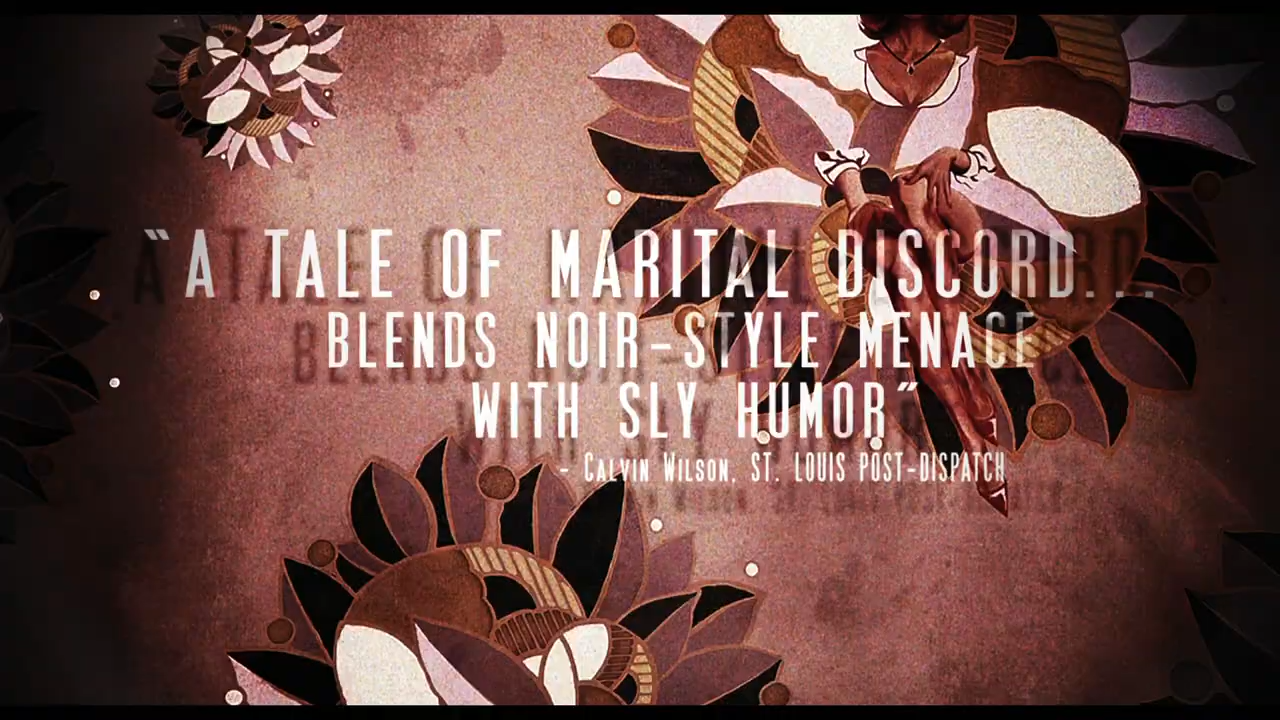 “A TALE OF MARITAL DISCORD...
BLENDS NOIR-STYLE MENACE
WITH SLY HUMOR”
- CALVIN WILSON, ST. LOUIS POST-DISPATCH